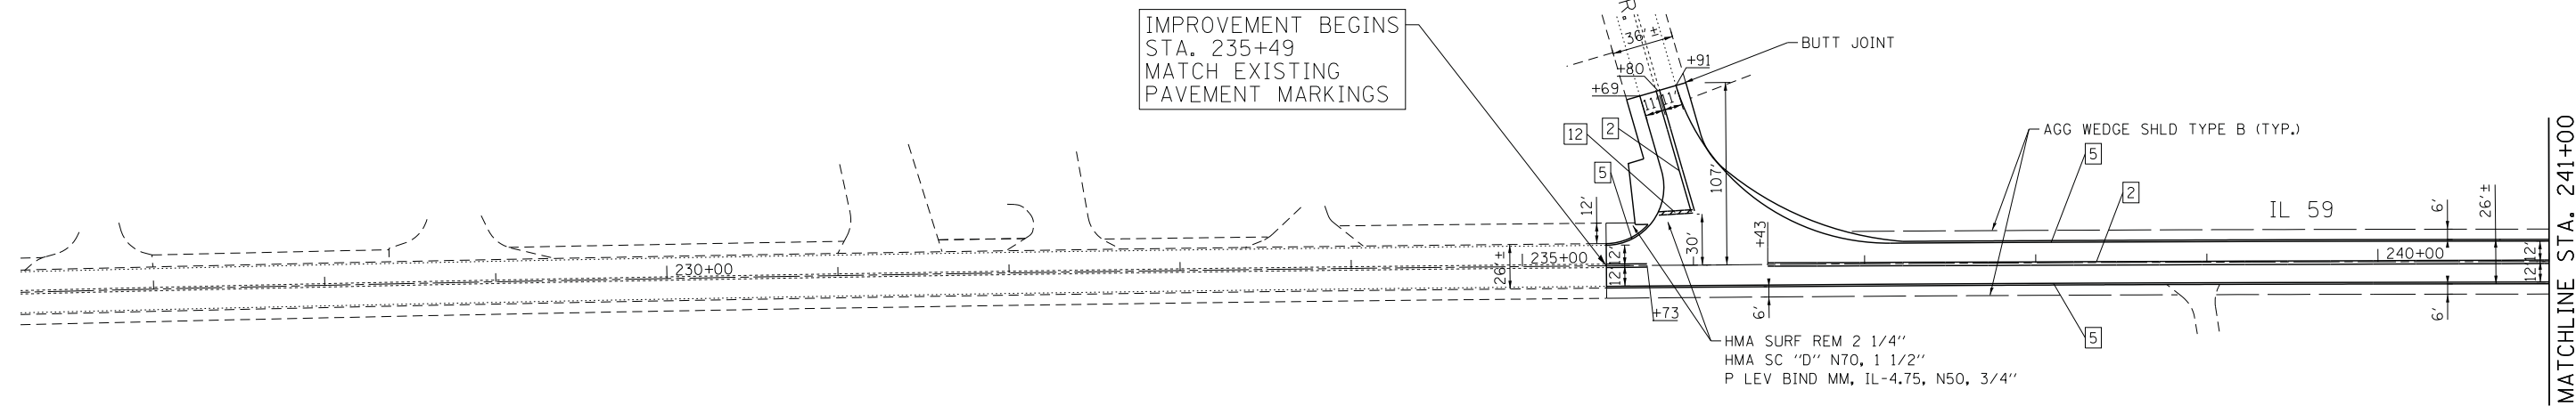 IMPROVEMENT BEGINS
STA. 235+49
MATCH EXISTING
PAVEMENT MARKINGS
R.
36'±
BUTT JOINT
+91
+80
+69
11'
11'
12
2
5
107'
AGG WEDGE SHLD TYPE B (TYP.)
5
2
IL 59
6'
26'±
12'
30'
+43
230+00
235+00
240+00
26'±
12'
12'
12'
12'
6'
6'
+73
5
HMA SURF REM 2 1/4''
HMA SC ''D'' N70, 1 1/2''
P LEV BIND MM, IL-4.75, N50, 3/4''
MATCHLINE STA. 241+00